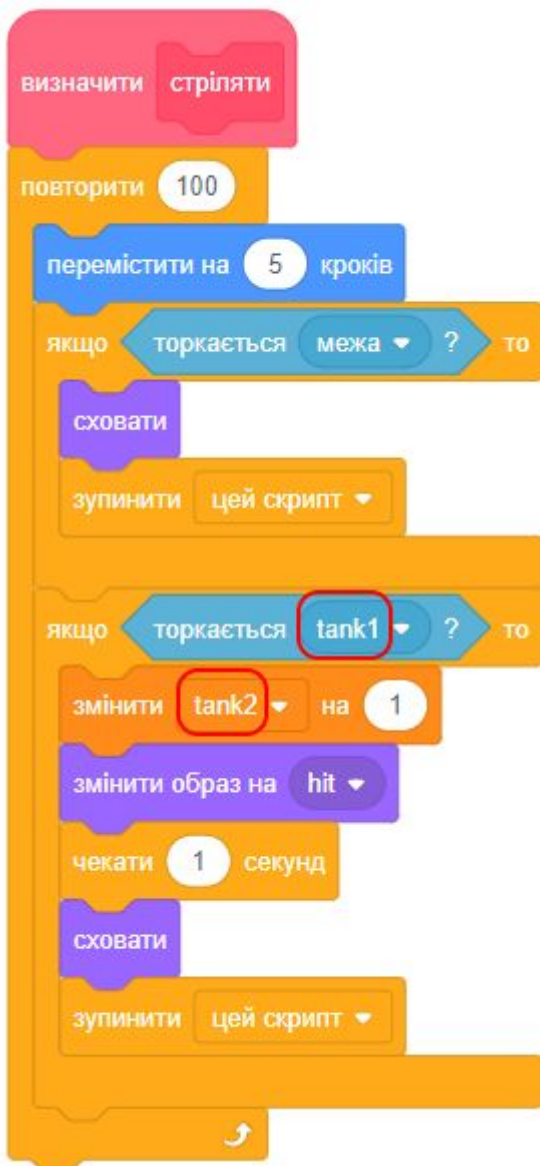 визначити стріляти
повторити 100
перемістити на 5 кроків
якщо торкається межа ? то
сховати
зупинити цей скрипт
якщо торкається tank1 ? то
змінити tank2 на 1
змінити образ на hit
чекати 1 секунд
сховати
зупинити цей скрипт